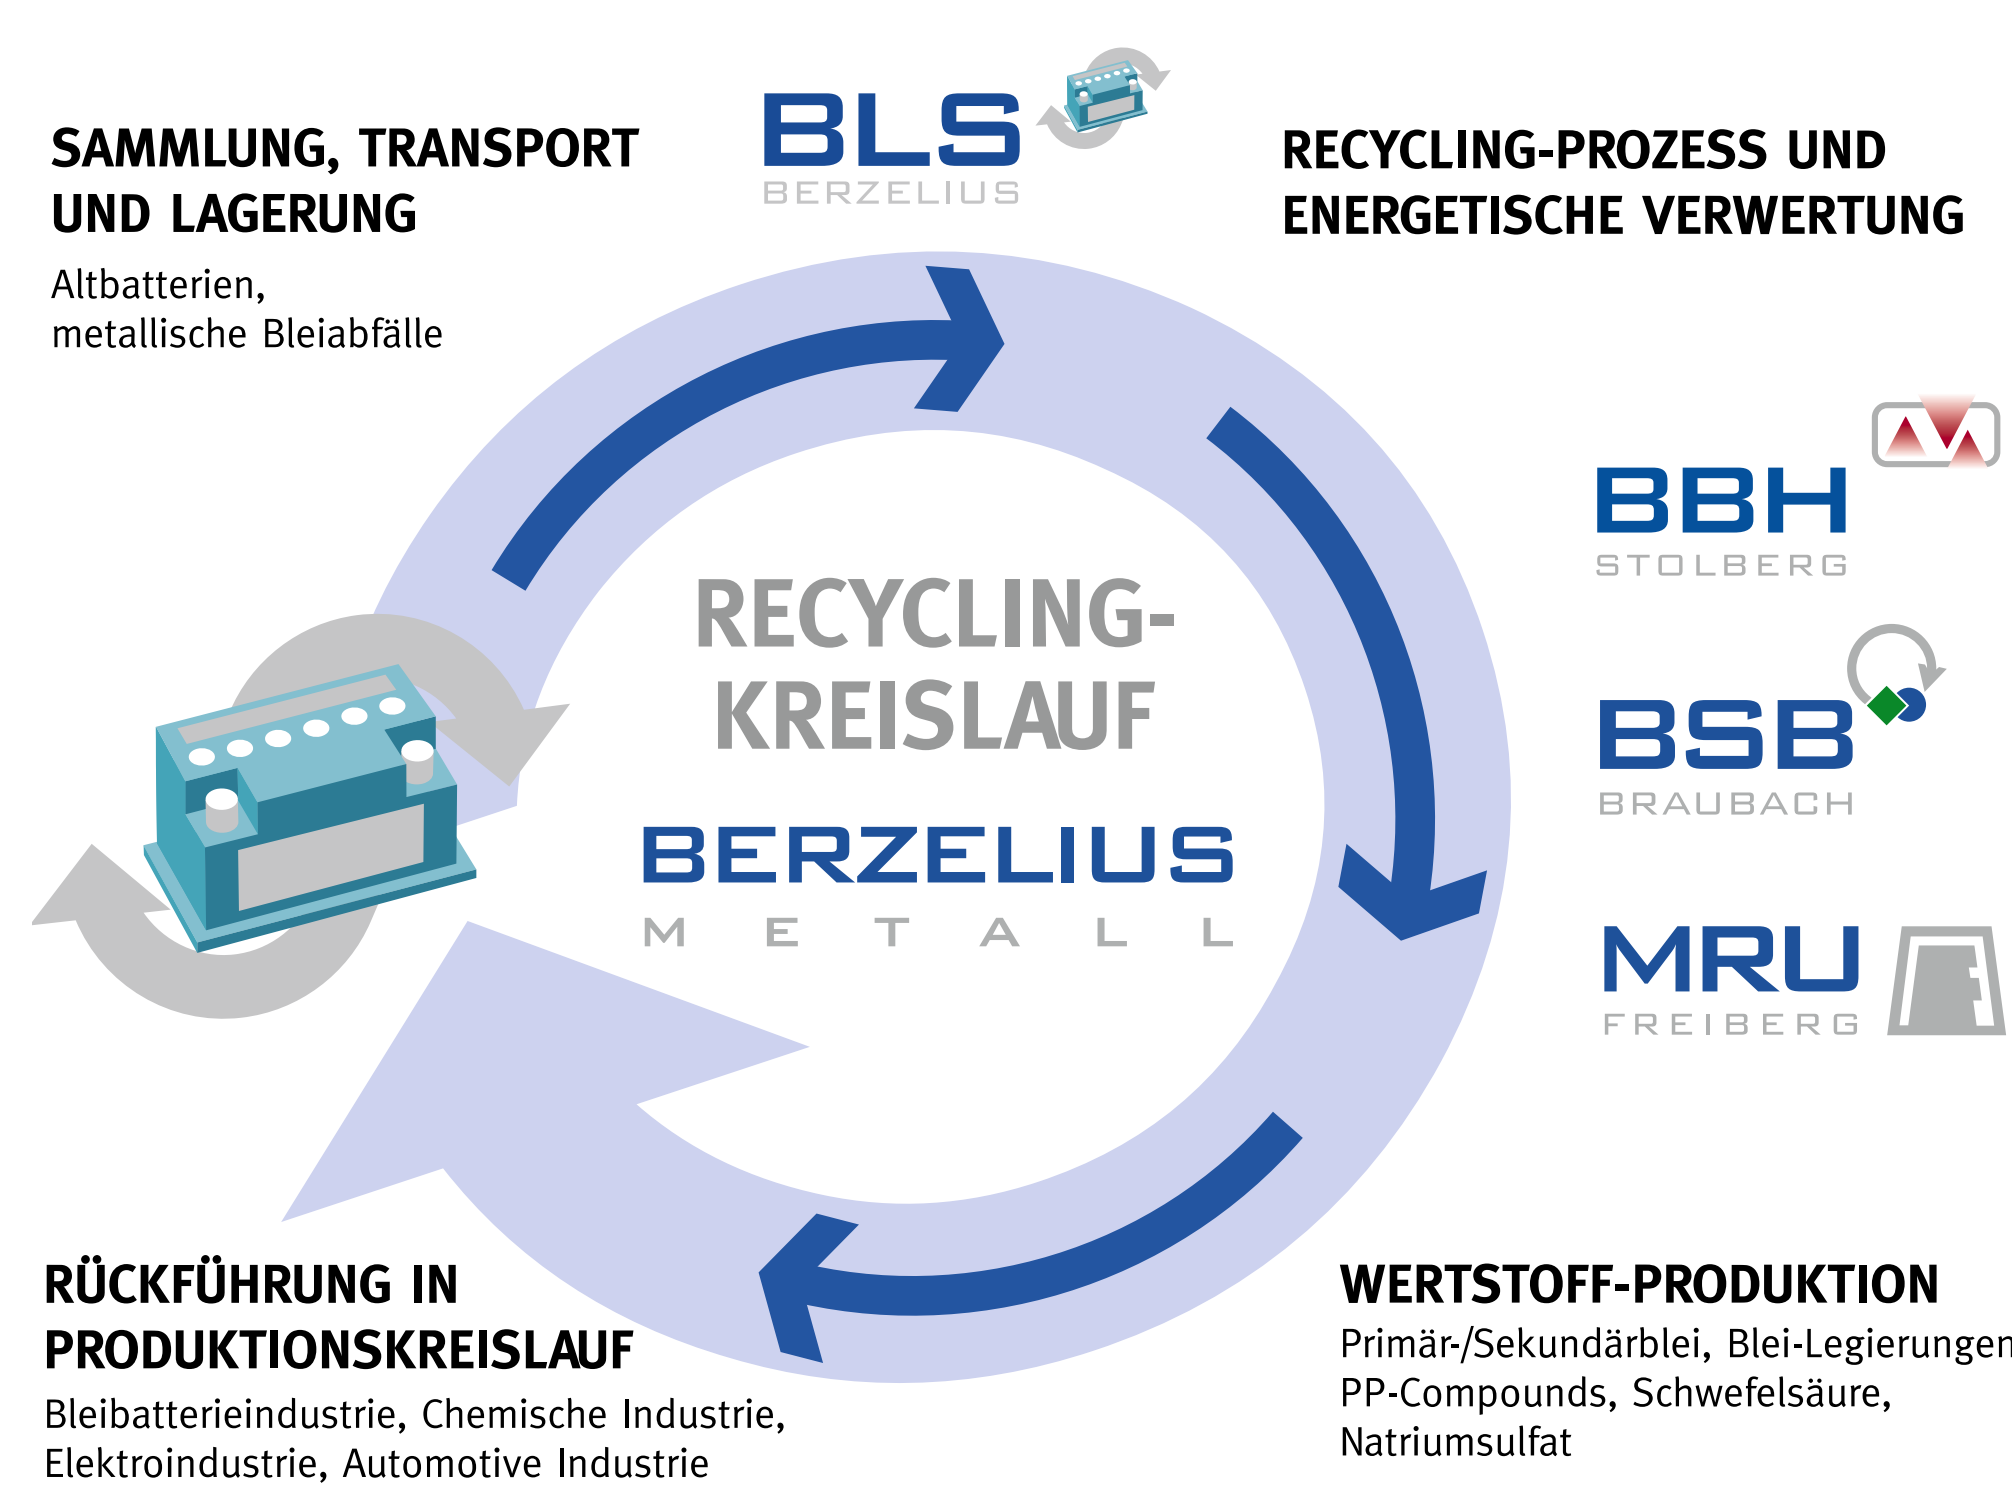 SAMMLUNG, TRANSPORT
UND LAGERUNG
Altbatterien,
metallische Bleiabfälle
BLS
BERZELIUS
RECYCLING-PROZESS UND
ENERGETISCHE VERWERTUNG
BBH
STOLBERG
BSB
BRAUBACH
MRU
FREIBERG
RECYCLING-
KREISLAUF
BERZELIUS
METALL
WERTSTOFF-PRODUKTION
Primär-/Sekundärblei, Blei-Legierungen
PP-Compounds, Schwefelsäure,
Natriumsulfat
RÜCKFÜHRUNG IN
PRODUKTIONSKREISLAUF
Bleibatterieindustrie, Chemische Industrie,
Elektroindustrie, Automotive Industrie